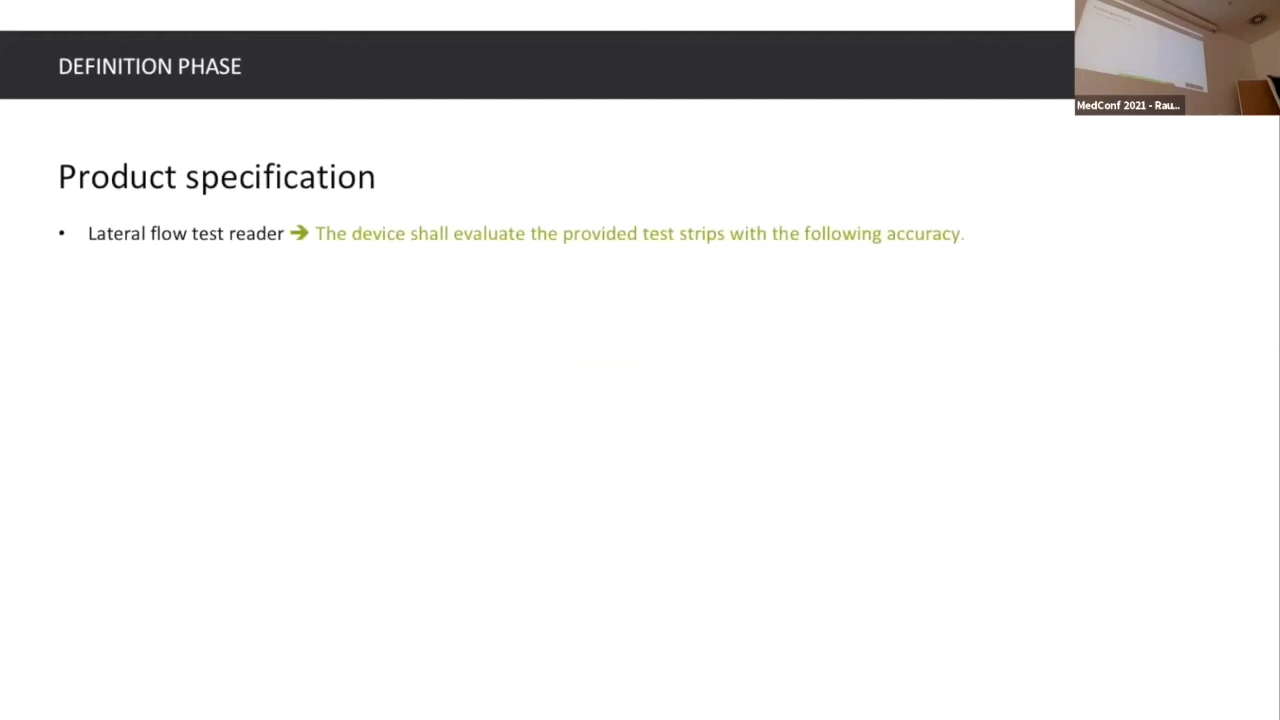 DEFINITION PHASE
MedConf 2021 - Rau...
Product specification
• Lateral flow test reader ➔ The device shall evaluate the provided test strips with the following accuracy.